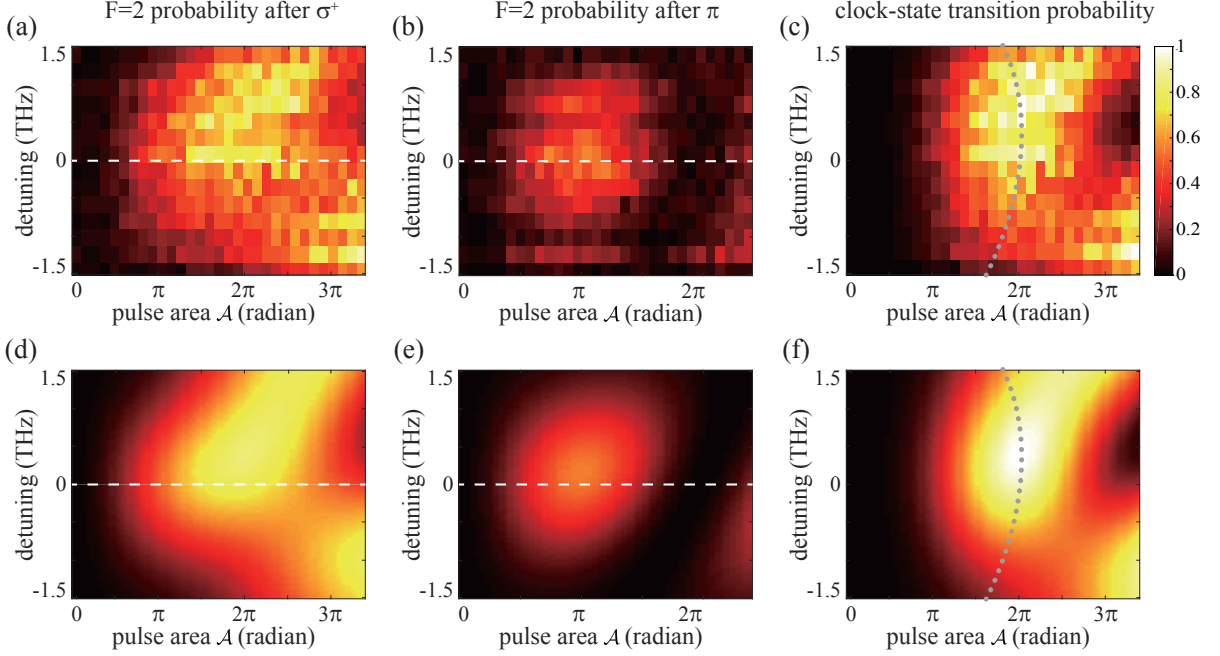 F=2 probability after σ⁺
F=2 probability after π
clock-state transition probability
(a)
(b)
(c)
1.5
0
-1.5
detuning (THz)
0
π
2π
3π
pulse area 𝒜 (radian)
1.5
0
-1.5
detuning (THz)
0
π
2π
pulse area 𝒜 (radian)
1.5
0
-1.5
detuning (THz)
0
π
2π
3π
pulse area 𝒜 (radian)
1
0.8
0.6
0.4
0.2
0
(d)
(e)
(f)
1.5
0
-1.5
detuning (THz)
0
π
2π
3π
pulse area 𝒜 (radian)
1.5
0
-1.5
detuning (THz)
0
π
2π
pulse area 𝒜 (radian)
1.5
0
-1.5
detuning (THz)
0
π
2π
3π
pulse area 𝒜 (radian)